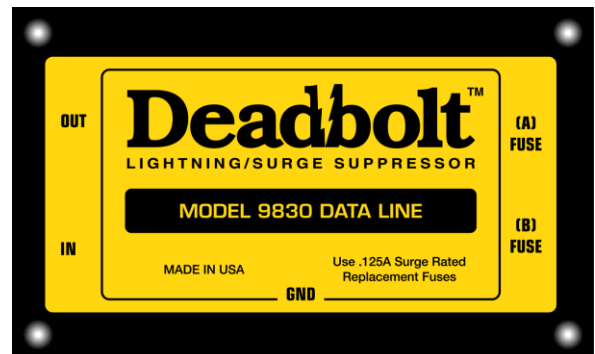 Deadbolt™
LIGHTNING/SURGE SUPPRESSOR
MODEL 9830 DATA LINE
OUT
IN
(A)
FUSE
(B)
FUSE
MADE IN USA
Use .125A Surge Rated
Replacement Fuses
GND